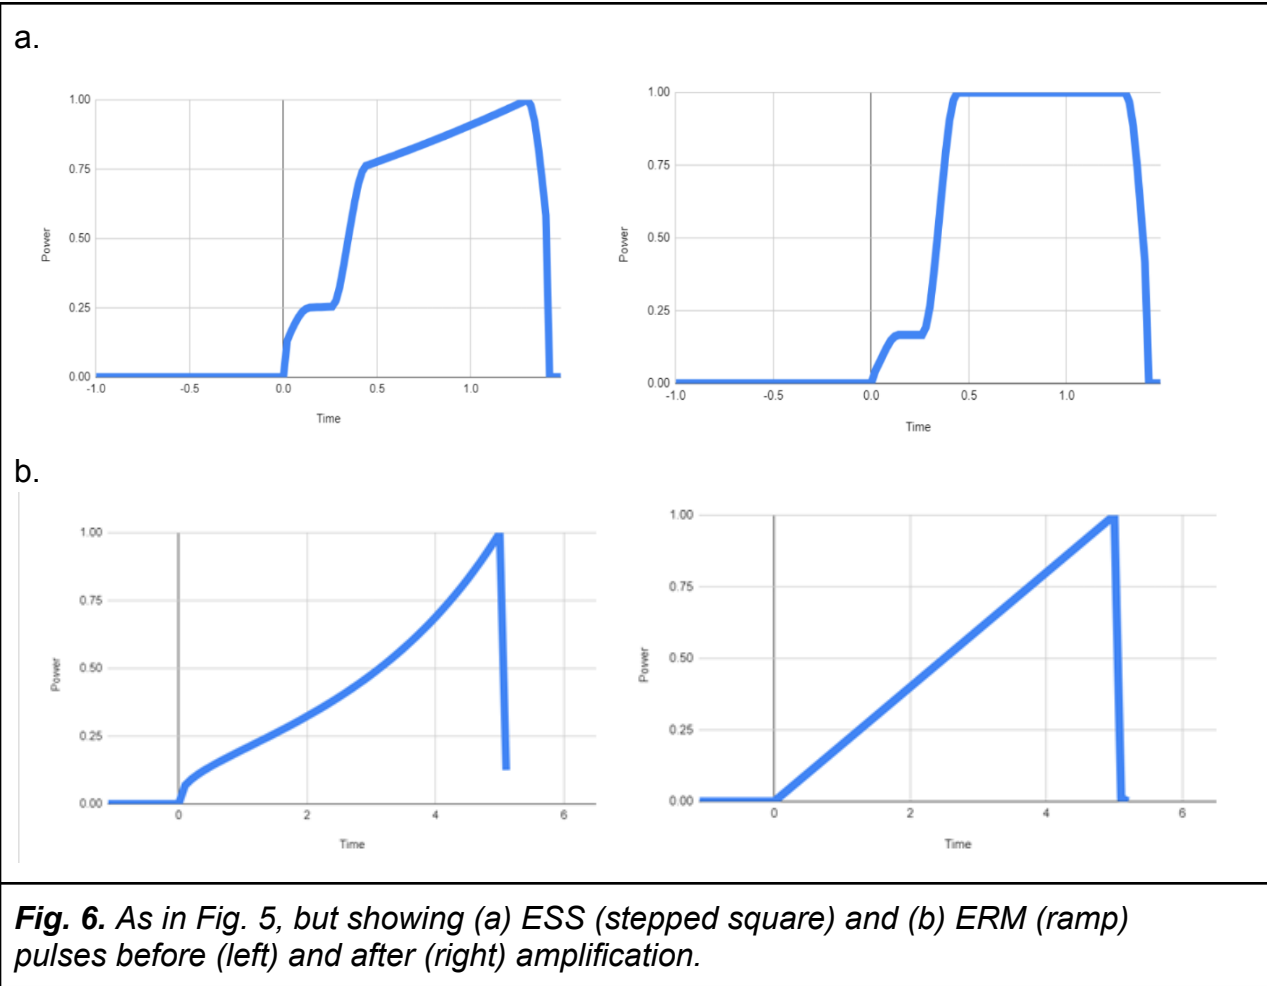 a.
1.00
0.75
0.50
0.25
0.00
Power
-1.0 -0.5 0.0 0.5 1.0
Time
1.00
0.75
0.50
0.25
0.00
Power
-1.0 -0.5 0.0 0.5 1.0
Time
b.
1.00
0.75
0.50
0.25
0.00
Power
0 2 4 6
Time
1.00
0.75
0.50
0.25
0.00
Power
0 2 4 6
Time
Fig. 6. As in Fig. 5, but showing (a) ESS (stepped square) and (b) ERM (ramp)
pulses before (left) and after (right) amplification.